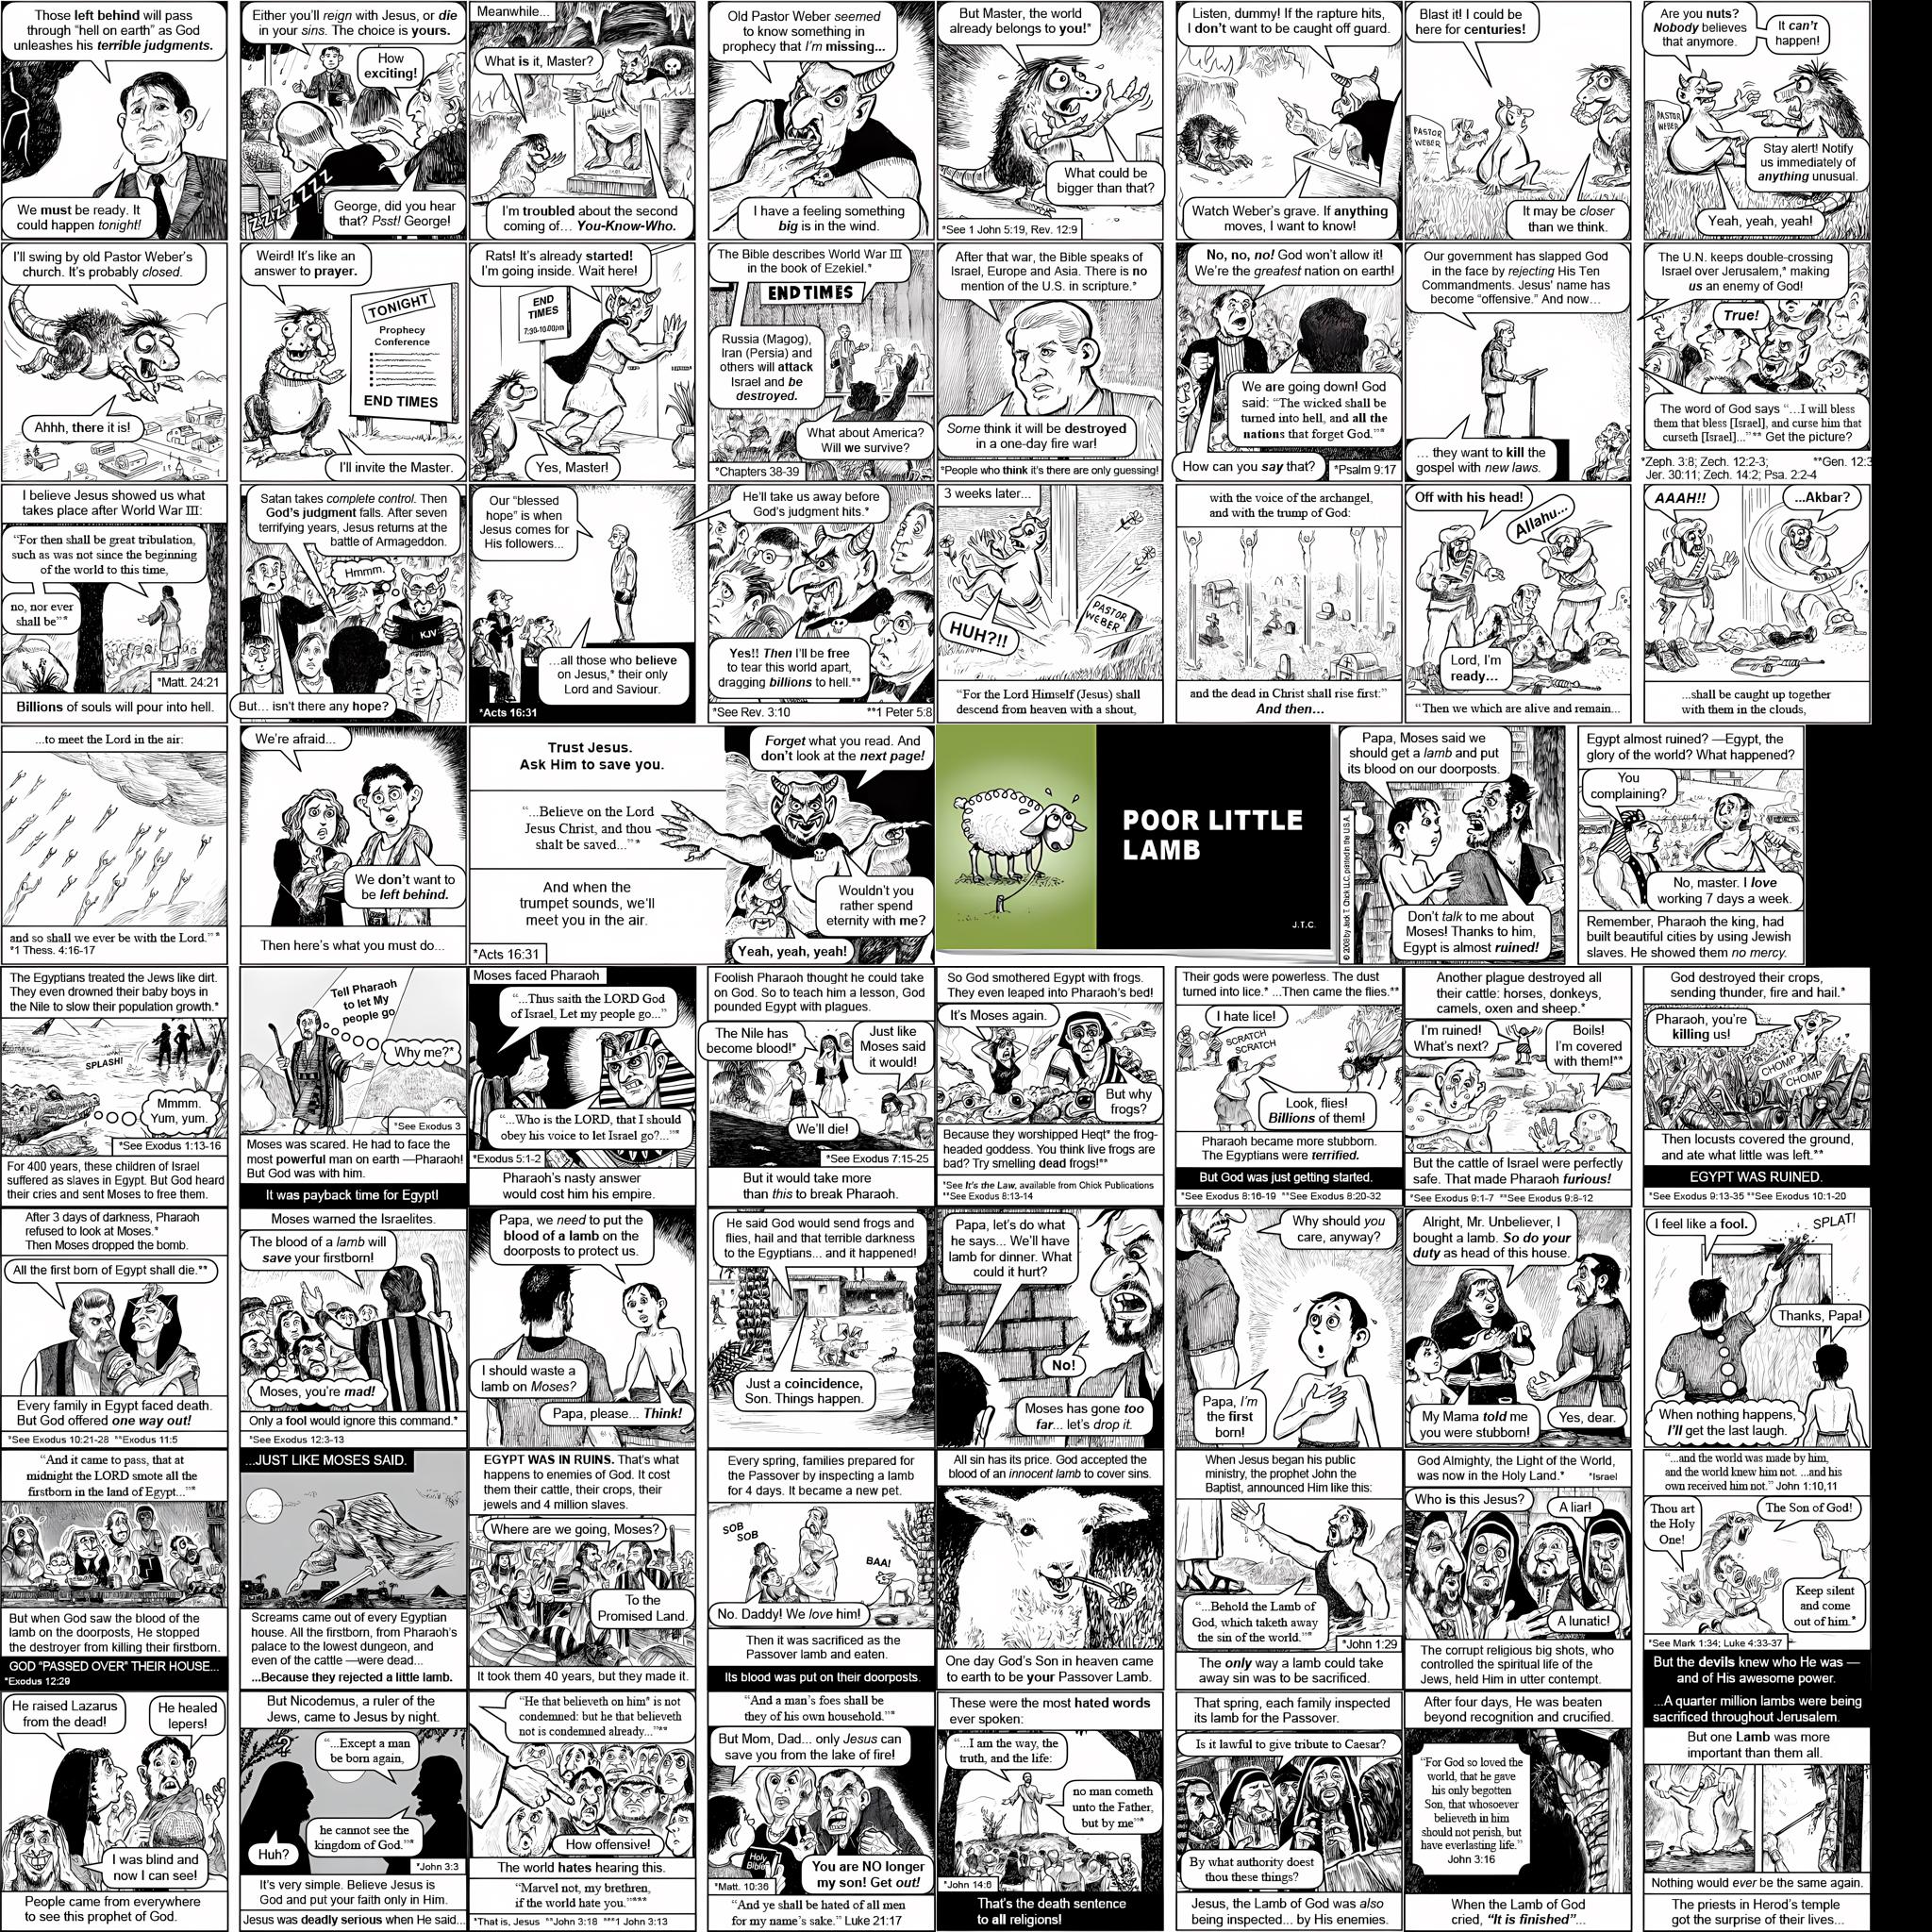 Those left behind will pass
through "hell on earth" as God
unleashes his terrible judgments.
We must be ready. It
could happen tonight!
Either you'll reign with Jesus, or die
in your sins. The choice is yours.
How
exciting!
ZZZZZZZ
George, did you hear
that? Psst! George!
Meanwhile...
What is it, Master?
I'm troubled about the second
coming of... You-Know-Who.
Old Pastor Weber seemed
to know something in
prophecy that I'm missing...
I have a feeling something
big is in the wind.
But Master, the world
already belongs to you!*
What could be
bigger than that?
*See 1 John 5:19, Rev. 12:9
Listen, dummy! If the rapture hits,
I don't want to be caught off guard.
Watch Weber's grave. If anything
moves, I want to know!
Blast it! I could be
here for centuries!
PASTOR
WEBER
It may be closer
than we think.
Are you nuts?
Nobody believes
that anymore.
It can't
happen!
PASTOR
WEBER
Stay alert! Notify
us immediately of
anything unusual.
Yeah, yeah, yeah!
I'll swing by old Pastor Weber's
church. It's probably closed.
Ahhh, there it is!
Weird! It's like an
answer to prayer.
TONIGHT
Prophecy
Conference
END TIMES
I'll invite the Master.
Rats! It's already started!
I'm going inside. Wait here!
END
TIMES
7:30-10:00pm
Yes, Master!
The Bible describes World War III
in the book of Ezekiel.*
END TIMES
Russia (Magog),
Iran (Persia) and
others will attack
Israel and be
destroyed.
What about America?
Will we survive?
*Chapters 38-39
After that war, the Bible speaks of
Israel, Europe and Asia. There is no
mention of the U.S. in scripture.*
Some think it will be destroyed
in a one-day fire war!
*People who think it's there are only guessing!
No, no, no! God won't allow it!
We're the greatest nation on earth!
We are going down! God
said: "The wicked shall be
turned into hell, and all the
nations that forget God."*
How can you say that?
*Psalm 9:17
Our government has slapped God
in the face by rejecting His Ten
Commandments. Jesus' name has
become "offensive." And now...
... they want to kill the
gospel with new laws.
The U.N. keeps double-crossing
Israel over Jerusalem,* making
us an enemy of God!
True!
The word of God says "...I will bless
them that bless [Israel], and curse him that
curseth [Israel]..."** Get the picture?
*Zeph. 3:8; Zech. 12:2-3; **Gen. 12:3
Jer. 30:11; Zech. 14:2; Psa. 2:2-4
I believe Jesus showed us what
takes place after World War III:
"For then shall be great tribulation,
such as was not since the beginning
of the world to this time,
no, nor ever
shall be"*
*Matt. 24:21
Billions of souls will pour into hell.
Satan takes complete control. Then
God's judgment falls. After seven
terrifying years, Jesus returns at the
battle of Armageddon.
Hmmm.
KJV
But... isn't there any hope?
Our "blessed
hope" is when
Jesus comes for
His followers...
...all those who believe
on Jesus,* their only
Lord and Saviour.
*Acts 16:31
He'll take us away before
God's judgment hits.*
Yes!! Then I'll be free
to tear this world apart,
dragging billions to hell.**
*See Rev. 3:10 **1 Peter 5:8
3 weeks later...
HUH?!!
PASTOR
WEBER
"For the Lord Himself (Jesus) shall
descend from heaven with a shout,
with the voice of the archangel,
and with the trump of God:
and the dead in Christ shall rise first:"
And then...
Off with his head!
Allahu...
Lord, I'm
ready...
"Then we which are alive and remain...
AAAH!!
...Akbar?
...shall be caught up together
with them in the clouds,
...to meet the Lord in the air:
and so shall we ever be with the Lord."*
*1 Thess. 4:16-17
We're afraid...
We don't want to
be left behind.
Then here's what you must do...
Trust Jesus.
Ask Him to save you.
"...Believe on the Lord
Jesus Christ, and thou
shalt be saved..."*
And when the
trumpet sounds, we'll
meet you in the air.
*Acts 16:31
Forget what you read. And
don't look at the next page!
Wouldn't you
rather spend
eternity with me?
Yeah, yeah, yeah!
POOR LITTLE
LAMB
J.T.C.
Papa, Moses said we
should get a lamb and put
its blood on our doorposts.
© 2008 by Jack T. Chick LLC. printed in the U.S.A.
Don't talk to me about
Moses! Thanks to him,
Egypt is almost ruined!
Egypt almost ruined? —Egypt, the
glory of the world? What happened?
You
complaining?
No, master. I love
working 7 days a week.
Remember, Pharaoh the king, had
built beautiful cities by using Jewish
slaves. He showed them no mercy.
The Egyptians treated the Jews like dirt.
They even drowned their baby boys in
the Nile to slow their population growth.*
SPLASH!
Mmmm.
Yum, yum.
*See Exodus 1:13-16
For 400 years, these children of Israel
suffered as slaves in Egypt. But God heard
their cries and sent Moses to free them.
Tell Pharaoh
to let My
people go
Why me?*
*See Exodus 3
Moses was scared. He had to face the
most powerful man on earth —Pharaoh!
But God was with him.
It was payback time for Egypt!
Moses faced Pharaoh
"...Thus saith the LORD God
of Israel, Let my people go..."
"...Who is the LORD, that I should
obey his voice to let Israel go?..."*
*Exodus 5:1-2
Pharaoh's nasty answer
would cost him his empire.
Foolish Pharaoh thought he could take
on God. So to teach him a lesson, God
pounded Egypt with plagues.
The Nile has
become blood!*
Just like
Moses said
it would!
We'll die!
*See Exodus 7:15-25
But it would take more
than this to break Pharaoh.
So God smothered Egypt with frogs.
They even leaped into Pharaoh's bed!
It's Moses again.
But why
frogs?
Because they worshipped Heqt* the frog-
headed goddess. You think live frogs are
bad? Try smelling dead frogs!**
*See It's the Law, available from Chick Publications
**See Exodus 8:13-14
Their gods were powerless. The dust
turned into lice.* ...Then came the flies.**
I hate lice!
SCRATCH
SCRATCH
Look, flies!
Billions of them!
Pharaoh became more stubborn.
The Egyptians were terrified.
But God was just getting started.
*See Exodus 8:16-19 **See Exodus 8:20-32
Another plague destroyed all
their cattle: horses, donkeys,
camels, oxen and sheep.*
I'm ruined!
What's next?
Boils!
I'm covered
with them!**
But the cattle of Israel were perfectly
safe. That made Pharaoh furious!
*See Exodus 9:1-7 **See Exodus 9:8-12
God destroyed their crops,
sending thunder, fire and hail.*
Pharaoh, you're
killing us!
CHOMP
CHOMP
Then locusts covered the ground,
and ate what little was left.**
EGYPT WAS RUINED.
*See Exodus 9:13-35 **See Exodus 10:1-20
After 3 days of darkness, Pharaoh
refused to look at Moses.*
Then Moses dropped the bomb.
All the first born of Egypt shall die.**
Every family in Egypt faced death.
But God offered one way out!
*See Exodus 10:21-28 **Exodus 11:5
Moses warned the Israelites.
The blood of a lamb will
save your firstborn!
Moses, you're mad!
Only a fool would ignore this command.*
*See Exodus 12:3-13
Papa, we need to put the
blood of a lamb on the
doorposts to protect us.
I should waste a
lamb on Moses?
Papa, please... Think!
He said God would send frogs and
flies, hail and that terrible darkness
to the Egyptians... and it happened!
Just a coincidence,
Son. Things happen.
Papa, let's do what
he says... We'll have
lamb for dinner. What
could it hurt?
No!
Moses has gone too
far... let's drop it.
Why should you
care, anyway?
Papa, I'm
the first
born!
Alright, Mr. Unbeliever, I
bought a lamb. So do your
duty as head of this house.
My Mama told me
you were stubborn!
Yes, dear.
I feel like a fool.
SPLAT!
Thanks, Papa!
When nothing happens,
I'll get the last laugh.
"And it came to pass, that at
midnight the LORD smote all the
firstborn in the land of Egypt..."*
But when God saw the blood of the
lamb on the doorposts, He stopped
the destroyer from killing their firstborn.
GOD "PASSED OVER" THEIR HOUSE...
*Exodus 12:29
...JUST LIKE MOSES SAID.
Screams came out of every Egyptian
house. All the firstborn, from Pharaoh's
palace to the lowest dungeon, and
even of the cattle —were dead...
...Because they rejected a little lamb.
EGYPT WAS IN RUINS. That's what
happens to enemies of God. It cost
them their cattle, their crops, their
jewels and 4 million slaves.
Where are we going, Moses?
To the
Promised Land.
It took them 40 years, but they made it.
Every spring, families prepared for
the Passover by inspecting a lamb
for 4 days. It became a new pet.
SOB
SOB
BAA!
No. Daddy! We love him!
Then it was sacrificed as the
Passover lamb and eaten.
Its blood was put on their doorposts.
All sin has its price. God accepted the
blood of an innocent lamb to cover sins.
One day God's Son in heaven came
to earth to be your Passover Lamb.
When Jesus began his public
ministry, the prophet John the
Baptist, announced Him like this:
"...Behold the Lamb of
God, which taketh away
the sin of the world."*
*John 1:29
The only way a lamb could take
away sin was to be sacrificed.
God Almighty, the Light of the World,
was now in the Holy Land.* *Israel
Who is this Jesus?
A liar!
A lunatic!
The corrupt religious big shots, who
controlled the spiritual life of the
Jews, held Him in utter contempt.
"...and the world was made by him,
and the world knew him not. ...and his
own received him not." John 1:10,11
Thou art
the Holy
One!
The Son of God!
Keep silent
and come
out of him.*
*See Mark 1:34; Luke 4:33-37
But the devils knew who He was —
and of His awesome power.
He raised Lazarus
from the dead!
He healed
lepers!
I was blind and
now I can see!
People came from everywhere
to see this prophet of God.
But Nicodemus, a ruler of the
Jews, came to Jesus by night.
?
"...Except a man
be born again,
he cannot see the
kingdom of God."*
Huh?
*John 3:3
It's very simple. Believe Jesus is
God and put your faith only in Him.
Jesus was deadly serious when He said...
"He that believeth on him* is not
condemned: but he that believeth
not is condemned already..."**
How offensive!
The world hates hearing this.
"Marvel not, my brethren,
if the world hate you."***
*That is, Jesus **John 3:18 ***1 John 3:13
"And a man's foes shall be
they of his own household."*
But Mom, Dad... only Jesus can
save you from the lake of fire!
Holy
Bible
You are NO longer
my son! Get out!
*Matt. 10:36
"And ye shall be hated of all men
for my name's sake." Luke 21:17
These were the most hated words
ever spoken:
"...I am the way, the
truth, and the life:
no man cometh
unto the Father,
but by me"*
*John 14:6
That's the death sentence
to all religions!
That spring, each family inspected
its lamb for the Passover.
Is it lawful to give tribute to Caesar?
By what authority doest
thou these things?
Jesus, the Lamb of God was also
being inspected... by His enemies.
After four days, He was beaten
beyond recognition and crucified.
"For God so loved the
world, that he gave
his only begotten
Son, that whosoever
believeth in him
should not perish, but
have everlasting life."
John 3:16
When the Lamb of God
cried, "It is finished"...
...A quarter million lambs were being
sacrificed throughout Jerusalem.
But one Lamb was more
important than them all.
Nothing would ever be the same again.
The priests in Herod's temple
got the surprise of their lives...